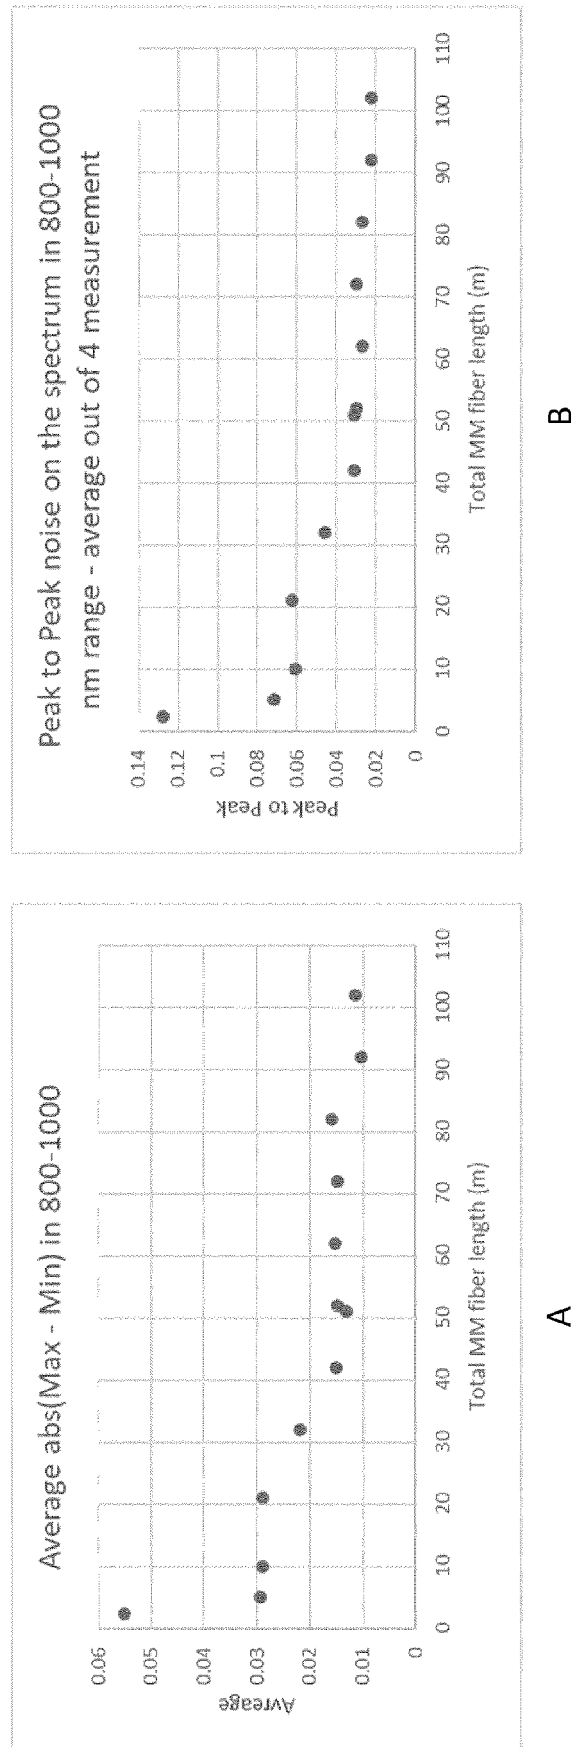 Average abs(Max - Min) in 800-1000
Avreage
0.06
0.05
0.04
0.03
0.02
0.01
0
0 10 20 30 40 50 60 70 80 90 100 110
Total MM fiber length (m)
A
Peak to Peak noise on the spectrum in 800-1000
nm range - average out of 4 measurement
Peak to Peak
0.14
0.12
0.1
0.08
0.06
0.04
0.02
0
0 10 20 30 40 50 60 70 80 90 100 110
Total MM fiber length (m)
B